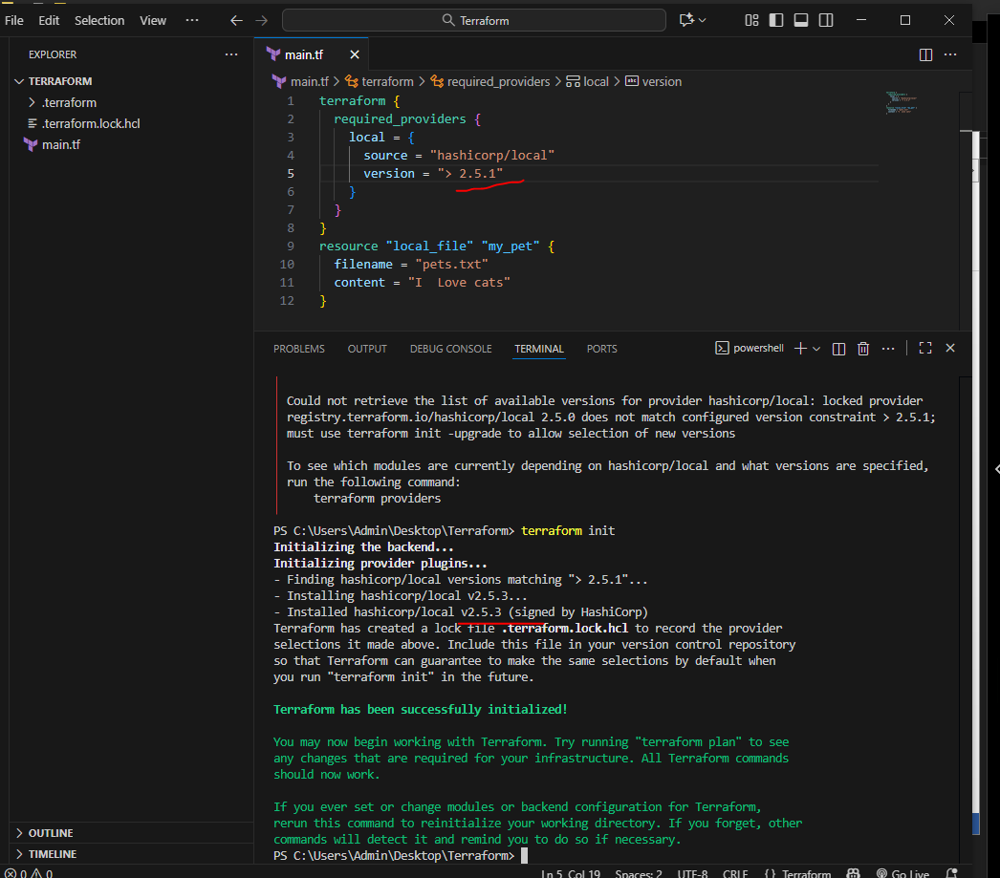 File Edit Selection View ··· Terraform
EXPLORER ···
TERRAFORM
.terraform
.terraform.lock.hcl
main.tf
OUTLINE
TIMELINE
main.tf
main.tf > terraform > required_providers > local > version
1 terraform {
2 required_providers {
3 local = {
4 source = "hashicorp/local"
5 version = "> 2.5.1"
6 }
7 }
8 }
9 resource "local_file" "my_pet" {
10 filename = "pets.txt"
11 content = "I  Love cats"
12 }
PROBLEMS OUTPUT DEBUG CONSOLE TERMINAL PORTS powershell
Could not retrieve the list of available versions for provider hashicorp/local: locked provider
registry.terraform.io/hashicorp/local 2.5.0 does not match configured version constraint > 2.5.1;
must use terraform init -upgrade to allow selection of new versions
To see which modules are currently depending on hashicorp/local and what versions are specified,
run the following command:
terraform providers
PS C:\Users\Admin\Desktop\Terraform> terraform init
Initializing the backend...
Initializing provider plugins...
- Finding hashicorp/local versions matching "> 2.5.1"...
- Installing hashicorp/local v2.5.3...
- Installed hashicorp/local v2.5.3 (signed by HashiCorp)
Terraform has created a lock file .terraform.lock.hcl to record the provider
selections it made above. Include this file in your version control repository
so that Terraform can guarantee to make the same selections by default when
you run "terraform init" in the future.
Terraform has been successfully initialized!
You may now begin working with Terraform. Try running "terraform plan" to see
any changes that are required for your infrastructure. All Terraform commands
should now work.
If you ever set or change modules or backend configuration for Terraform,
rerun this command to reinitialize your working directory. If you forget, other
commands will detect it and remind you to do so if necessary.
PS C:\Users\Admin\Desktop\Terraform>
0 0 Ln 5, Col 19 Spaces: 2 UTF-8 CRLF {} Terraform Go Live